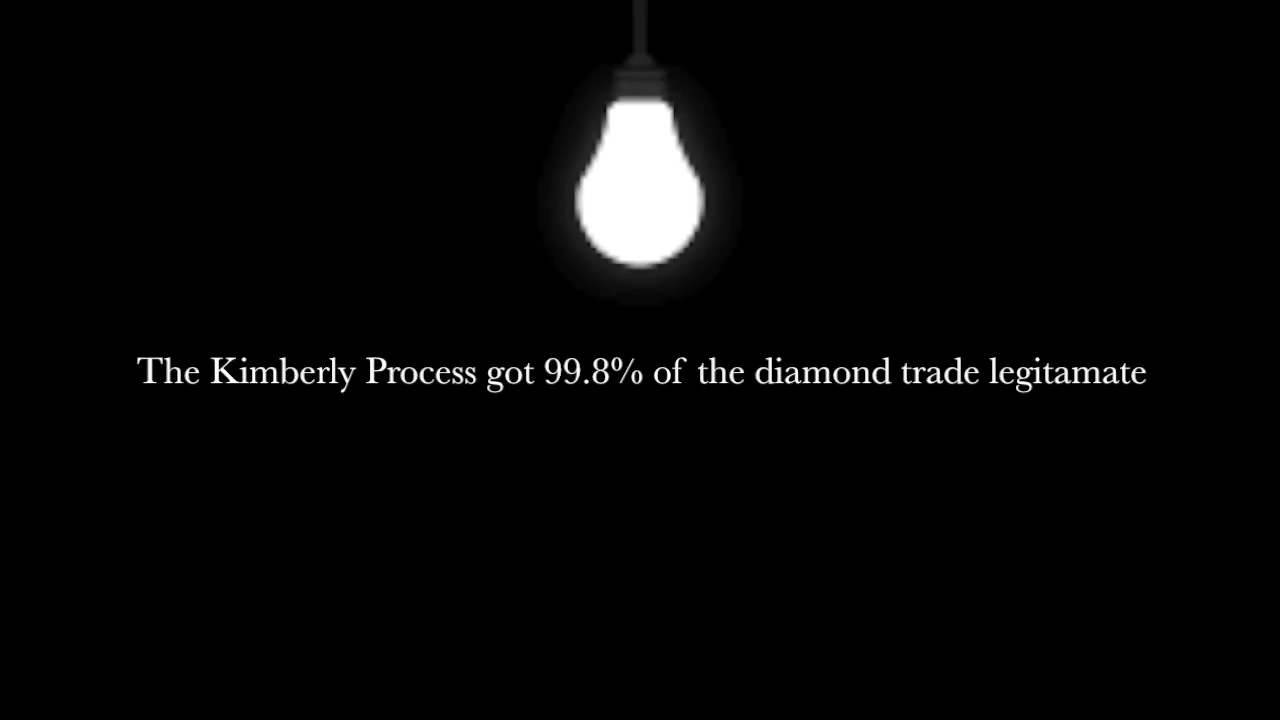 The Kimberly Process got 99.8% of the diamond trade legitamate